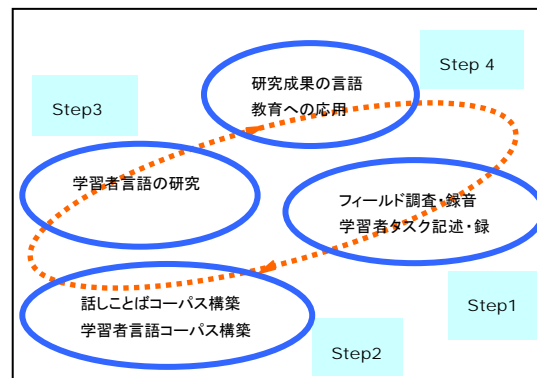 研究成果の言語
教育への応用
Step 4
Step3
学習者言語の研究
フィールド調査・録音
学習者タスク記述・録
話しことばコーパス構築
学習者言語コーパス構築
Step1
Step2